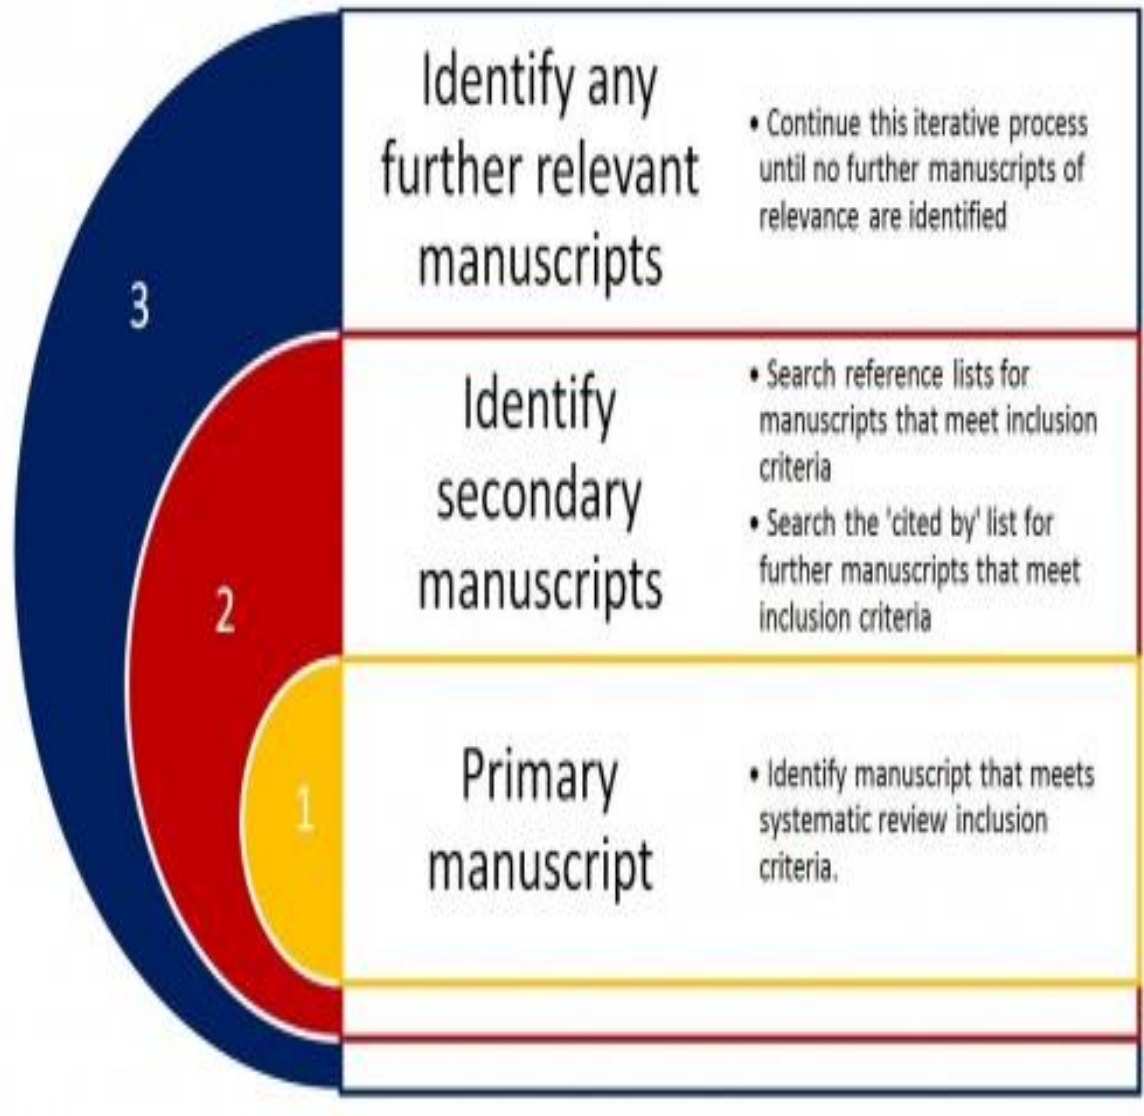 3
Identify any
further relevant
manuscripts
• Continue this iterative process
until no further manuscripts of
relevance are identified
2
Identify
secondary
manuscripts
• Search reference lists for
manuscripts that meet inclusion
criteria
• Search the 'cited by' list for
further manuscripts that meet
inclusion criteria
1
Primary
manuscript
• Identify manuscript that meets
systematic review inclusion
criteria.